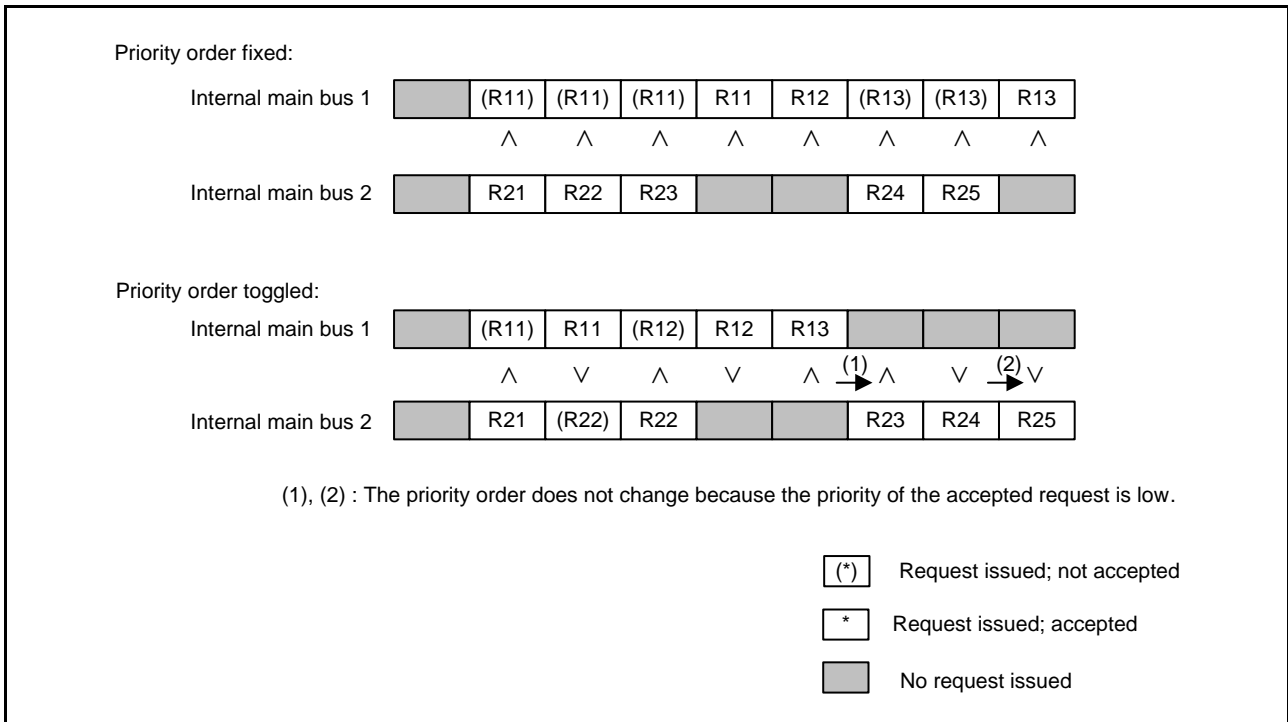 Priority order fixed:
Internal main bus 1 (R11) (R11) (R11) R11 R12 (R13) (R13) R13
∧ ∧ ∧ ∧ ∧ ∧ ∧ ∧
Internal main bus 2 R21 R22 R23 R24 R25
Priority order toggled:
Internal main bus 1 (R11) R11 (R12) R12 R13
∧ ∨ ∧ ∨ ∧ (1) ∧ ∨ (2) ∨
Internal main bus 2 R21 (R22) R22 R23 R24 R25
(1), (2) : The priority order does not change because the priority of the accepted request is low.
(*) Request issued; not accepted
* Request issued; accepted
No request issued